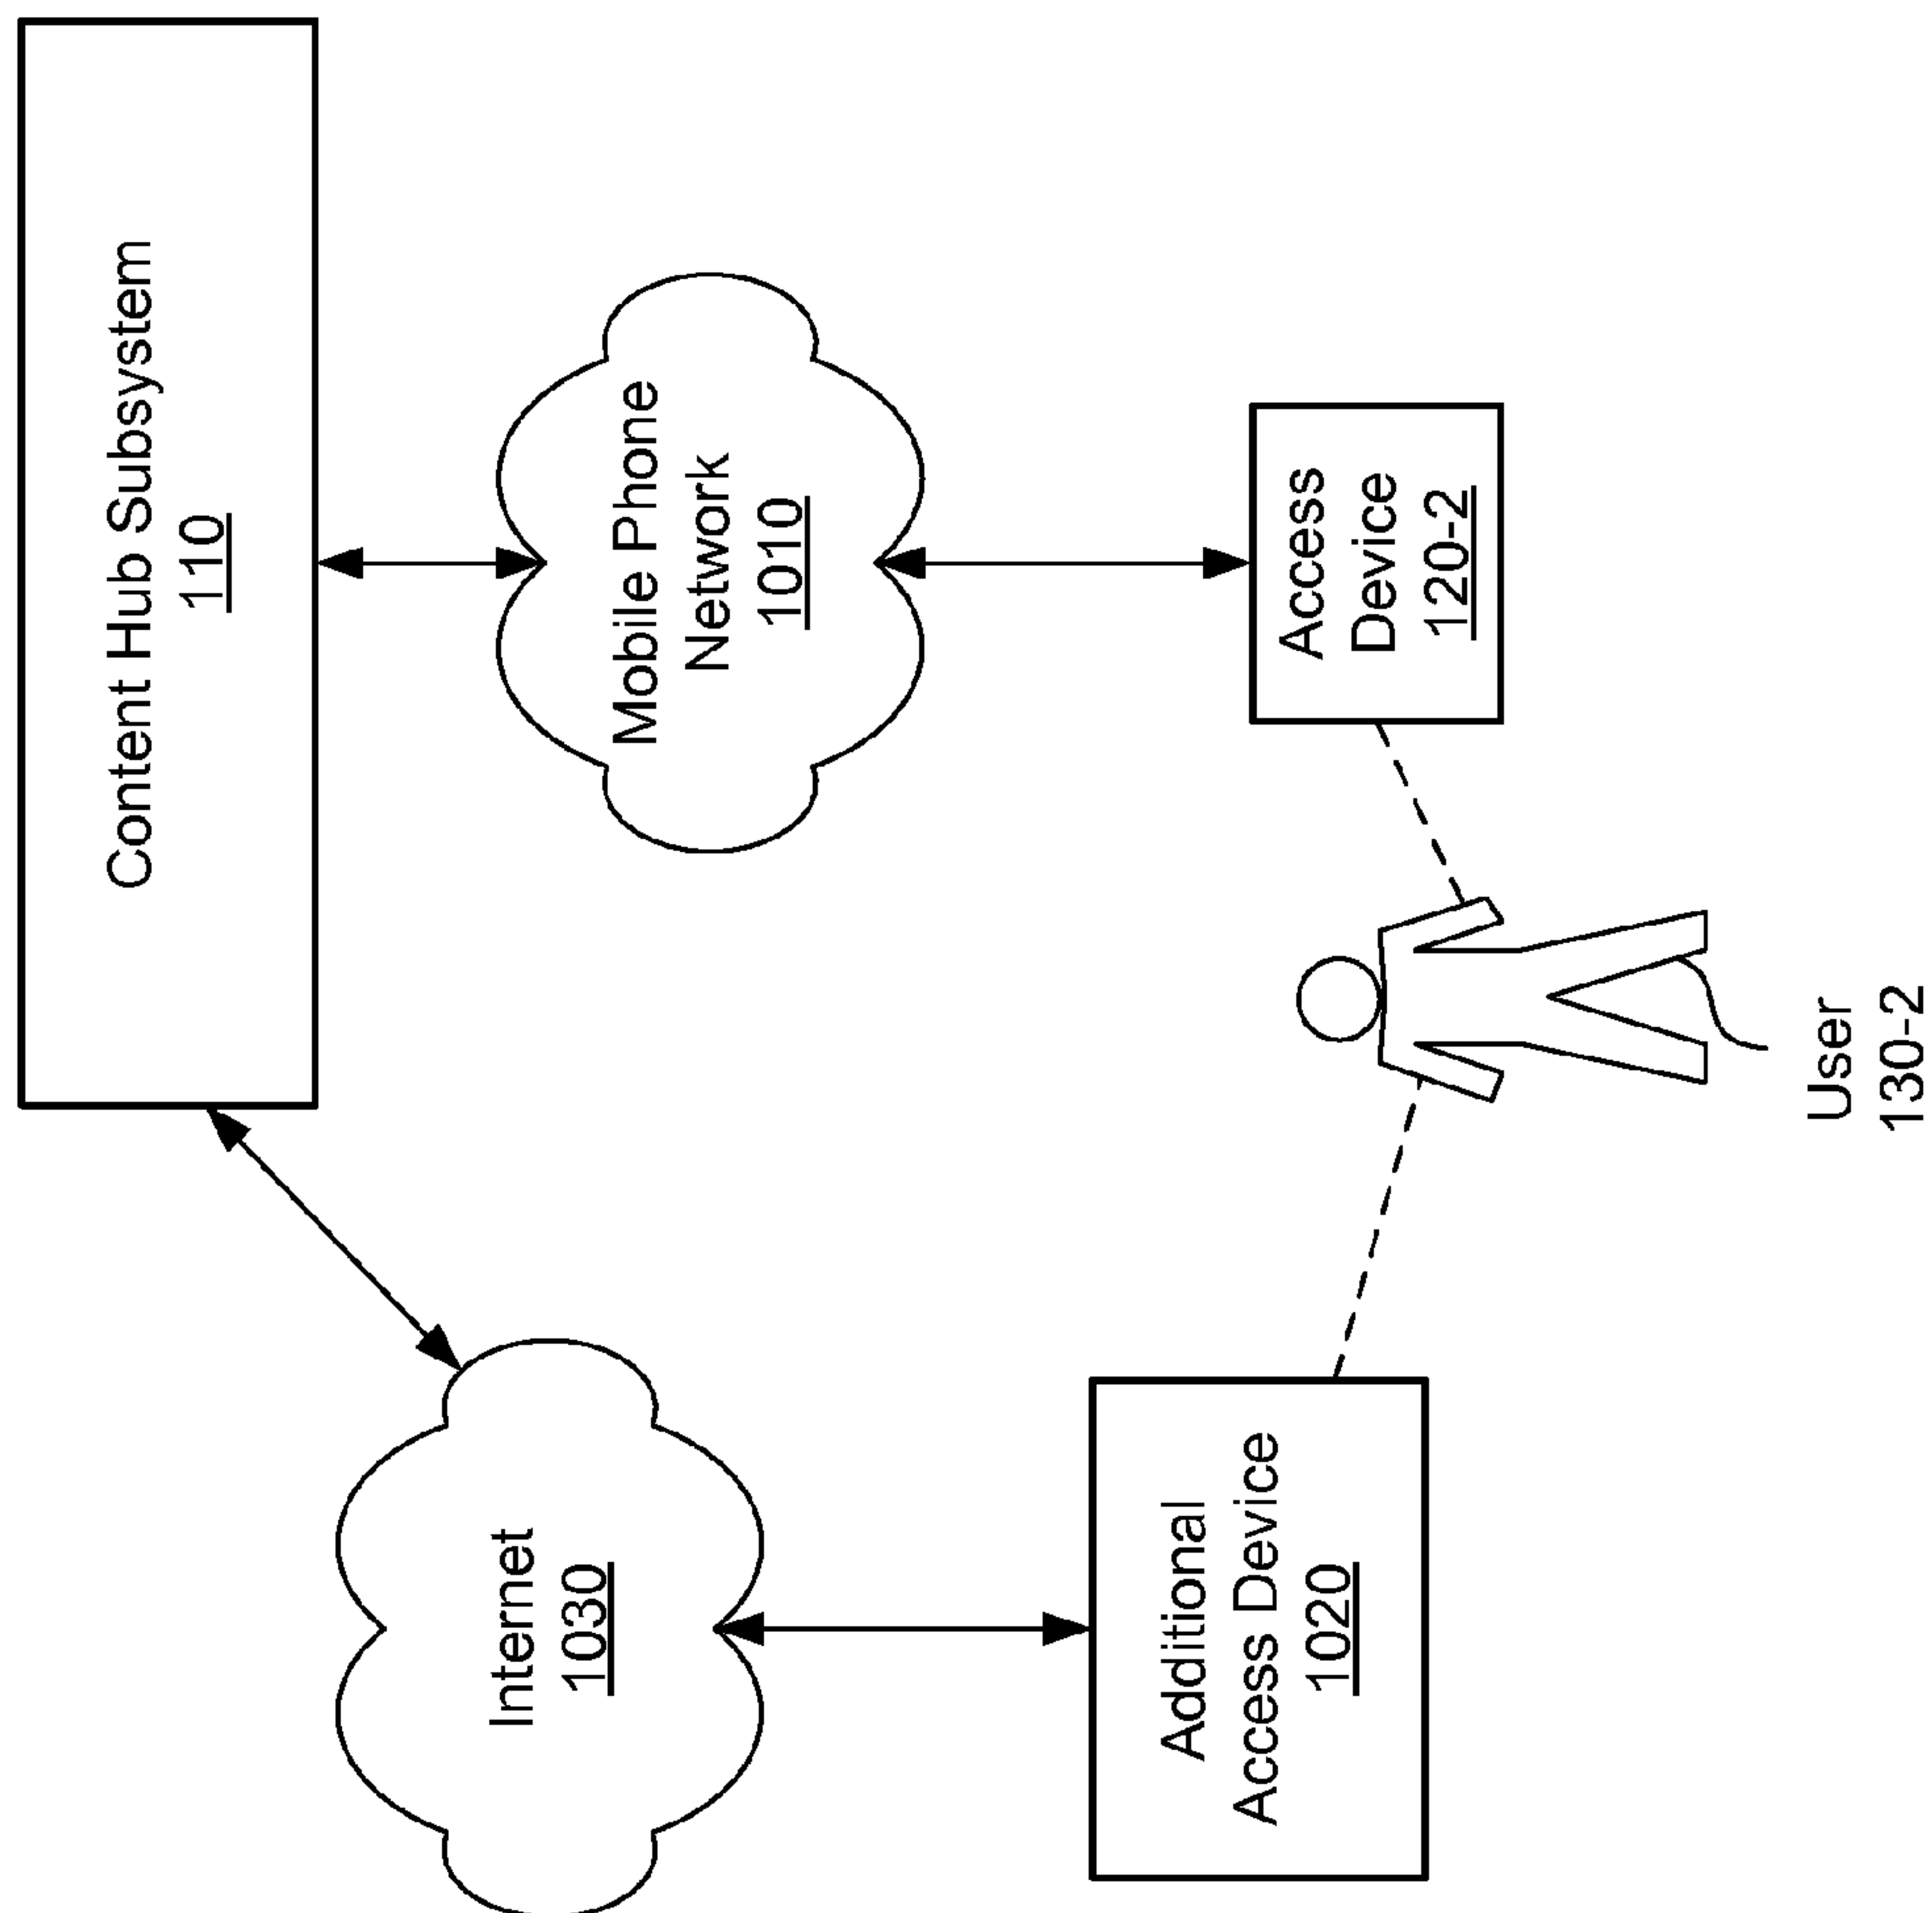 Content Hub Subsystem
110
Internet
1030
Mobile Phone
Network
1010
Additional
Access Device
1020
Access
Device
120-2
User
130-2